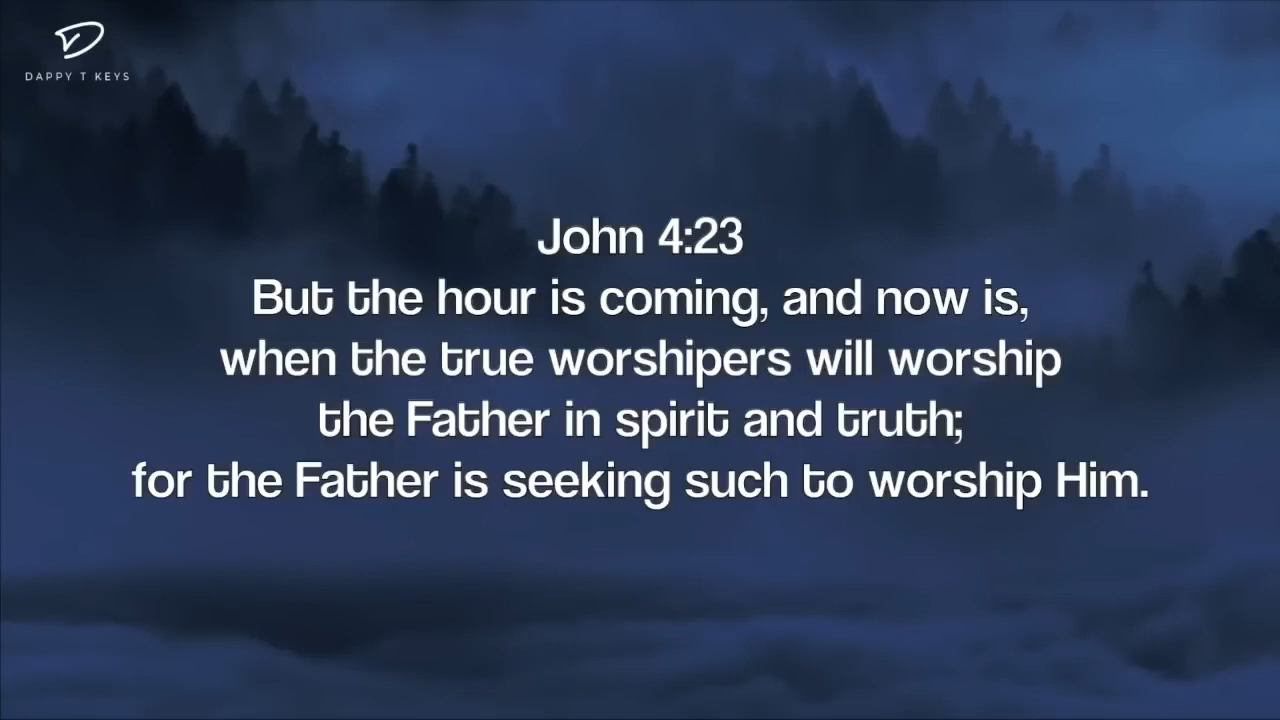 DAPPY T KEYS
John 4:23
But the hour is coming, and now is,
when the true worshipers will worship
the Father in spirit and truth;
for the Father is seeking such to worship Him.